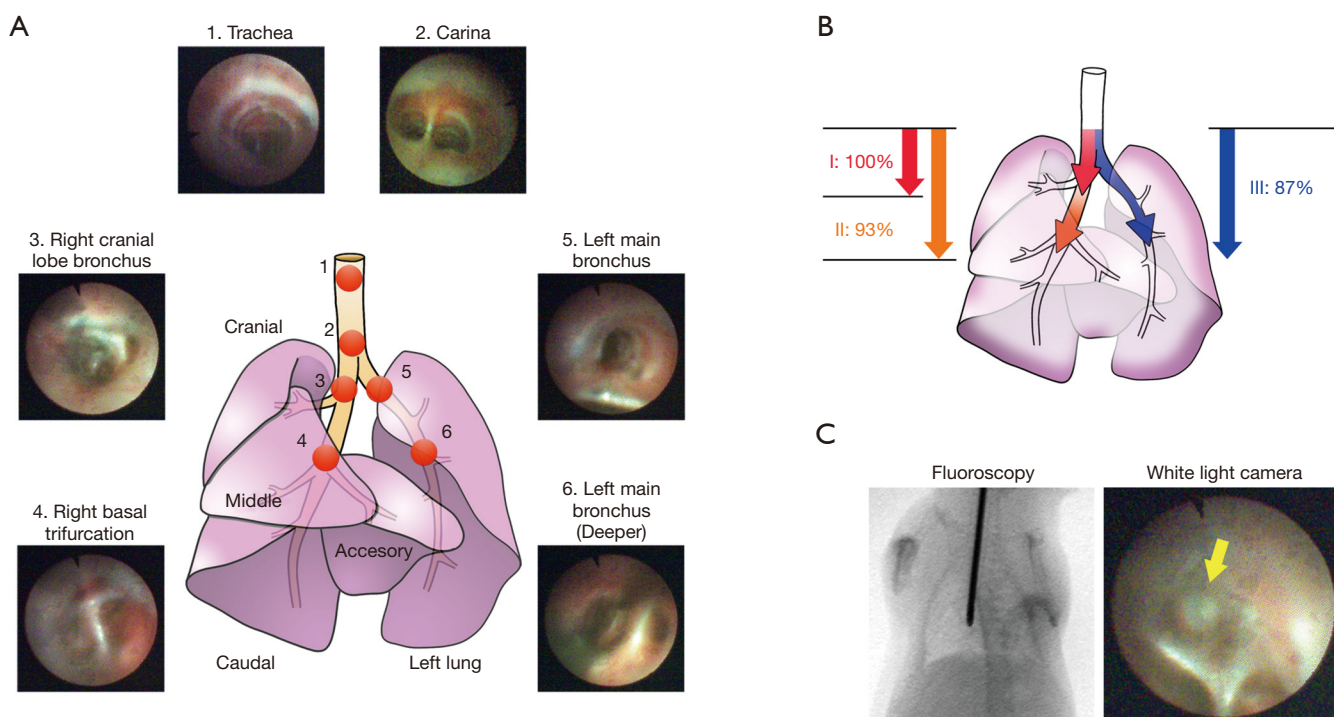 A
1. Trachea
2. Carina
3. Right cranial
lobe bronchus
5. Left main
bronchus
1
2
Cranial
3
5
4
6
Middle
4. Right basal
trifurcation
6. Left main
bronchus
(Deeper)
Accesory
Caudal
Left lung
B
I: 100%
II: 93%
III: 87%
C
Fluoroscopy
White light camera